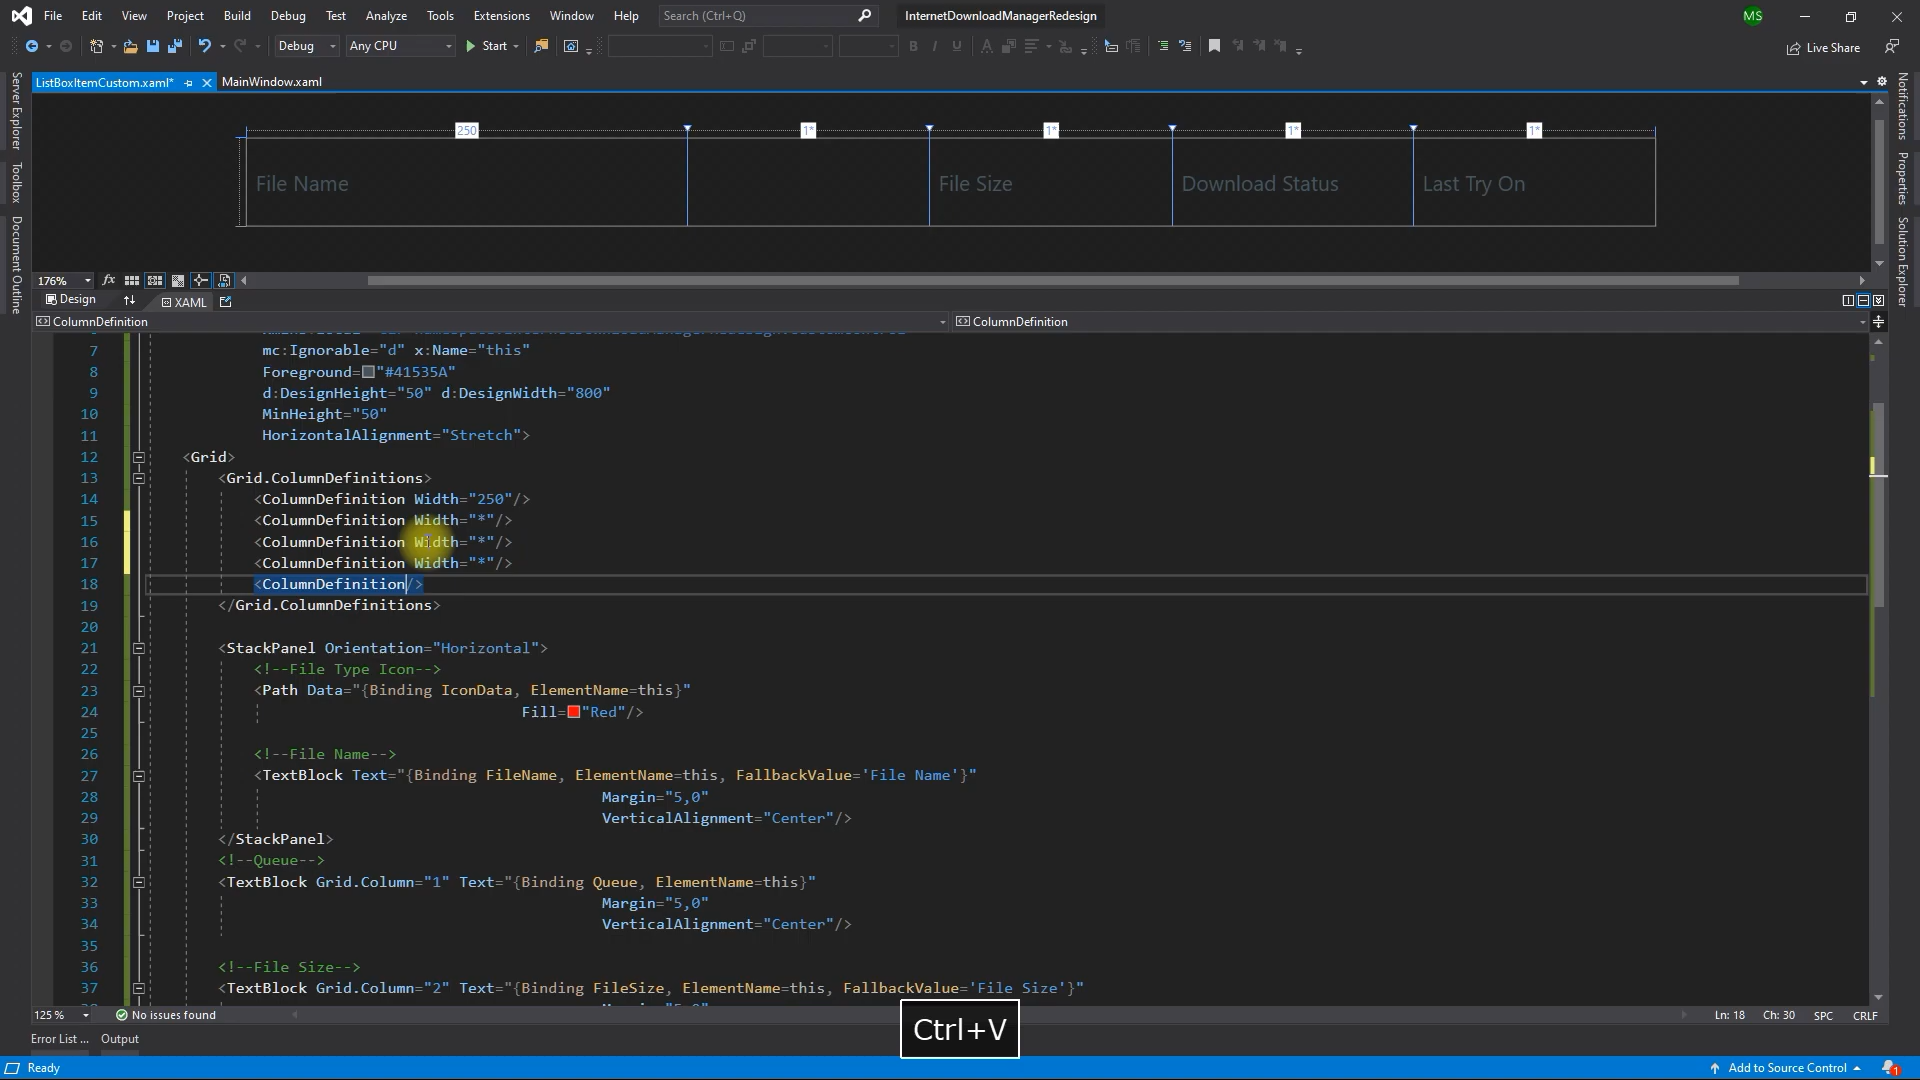 File Edit View Project Build Debug Test Analyze Tools Extensions Window Help Search (Ctrl+Q) InternetDownloadManagerRedesign MS
Debug Any CPU Start Live Share
ListBoxItemCustom.xaml* MainWindow.xaml
Server Explorer
Toolbox
Document Outline
Notifications
Properties
Solution Explorer
250 1* 1* 1* 1*
File Name File Size Download Status Last Try On
176% fx
Design XAML
ColumnDefinition ColumnDefinition
7 mc:Ignorable="d" x:Name="this"
8 Foreground="#41535A"
9 d:DesignHeight="50" d:DesignWidth="800"
10 MinHeight="50"
11 HorizontalAlignment="Stretch">
12 <Grid>
13 <Grid.ColumnDefinitions>
14 <ColumnDefinition Width="250"/>
15 <ColumnDefinition Width="*"/>
16 <ColumnDefinition Width="*"/>
17 <ColumnDefinition Width="*"/>
18 <ColumnDefinition/>
19 </Grid.ColumnDefinitions>
20
21 <StackPanel Orientation="Horizontal">
22 <!--File Type Icon-->
23 <Path Data="{Binding IconData, ElementName=this}"
24 Fill="Red"/>
25
26 <!--File Name-->
27 <TextBlock Text="{Binding FileName, ElementName=this, FallbackValue='File Name'}"
28 Margin="5,0"
29 VerticalAlignment="Center"/>
30 </StackPanel>
31 <!--Queue-->
32 <TextBlock Grid.Column="1" Text="{Binding Queue, ElementName=this}"
33 Margin="5,0"
34 VerticalAlignment="Center"/>
35
36 <!--File Size-->
37 <TextBlock Grid.Column="2" Text="{Binding FileSize, ElementName=this, FallbackValue='File Size'}"
125 % No issues found Ln: 18 Ch: 30 SPC CRLF
Ctrl+V
Error List ... Output
Ready Add to Source Control 1